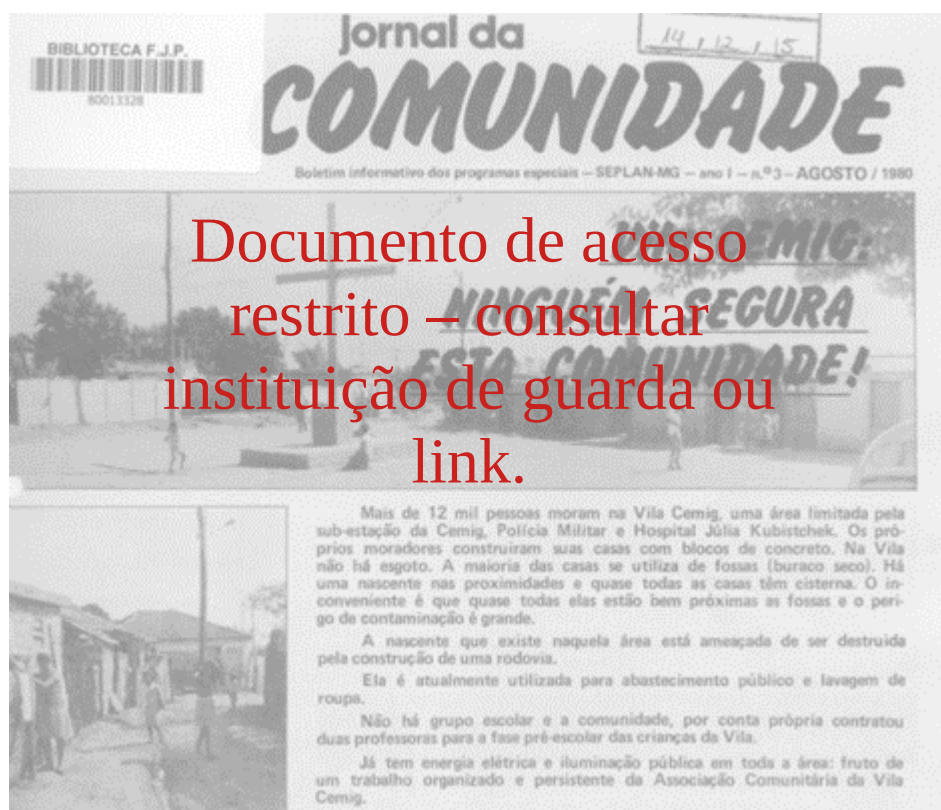 BIBLIOTECA F.J.P.
80013328
Jornal da
14 / 12 / 15
COMUNIDADE
Boletim informativo dos programas especiais — SEPLAN-MG — ano I — n.º 3 — AGOSTO / 1980
CEMIG:
NINGUÉM SEGURA
ESTA COMUNIDADE!
Documento de acesso
restrito – consultar
instituição de guarda ou
link.
Mais de 12 mil pessoas moram na Vila Cemig, uma área limitada pela
sub-estação da Cemig, Polícia Militar e Hospital Júlia Kubistchek. Os pró-
prios moradores construiram suas casas com blocos de concreto. Na Vila
não há esgoto. A maioria das casas se utiliza de fossas (buraco seco). Há
uma nascente nas proximidades e quase todas as casas têm cisterna. O in-
conveniente é que quase todas elas estão bem próximas as fossas e o peri-
go de contaminação é grande.
A nascente que existe naquela área está ameaçada de ser destruida
pela construção de uma rodovia.
Ela é atualmente utilizada para abastecimento público e lavagem de
roupa.
Não há grupo escolar e a comunidade, por conta própria contratou
duas professoras para a fase pré-escolar das crianças da Vila.
Já tem energia elétrica e iluminação pública em toda a área: fruto de
um trabalho organizado e persistente da Associação Comunitária da Vila
Cemig.